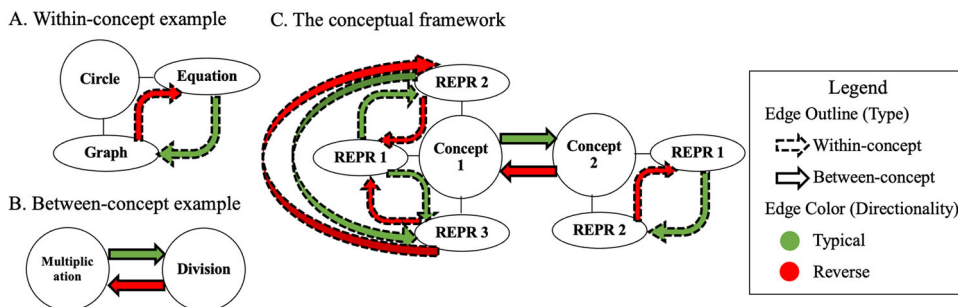 A. Within-concept example
Circle
Equation
Graph
B. Between-concept example
Multiplic
ation
Division
C. The conceptual framework
REPR 2
REPR 1
Concept
1
REPR 3
Concept
2
REPR 1
REPR 2
Legend
Edge Outline (Type)
Within-concept
Between-concept
Edge Color (Directionality)
Typical
Reverse